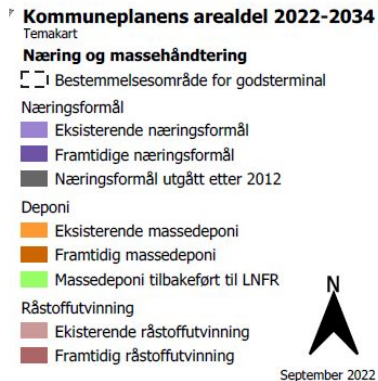 Kommuneplanens arealdel 2022-2034
Temakart
Næring og massehåndtering
Bestemmelsesområde for godsterminal
Næringsformål
Eksisterende næringsformål
Framtidige næringsformål
Næringsformål utgått etter 2012
Deponi
Eksisterende massedeponi
Framtidig massedeponi
Massedeponi tilbakeført til LNFR
Råstoffutvinning
Ekisterende råstoffutvinning
Framtidig råstoffutvinning
N
September 2022